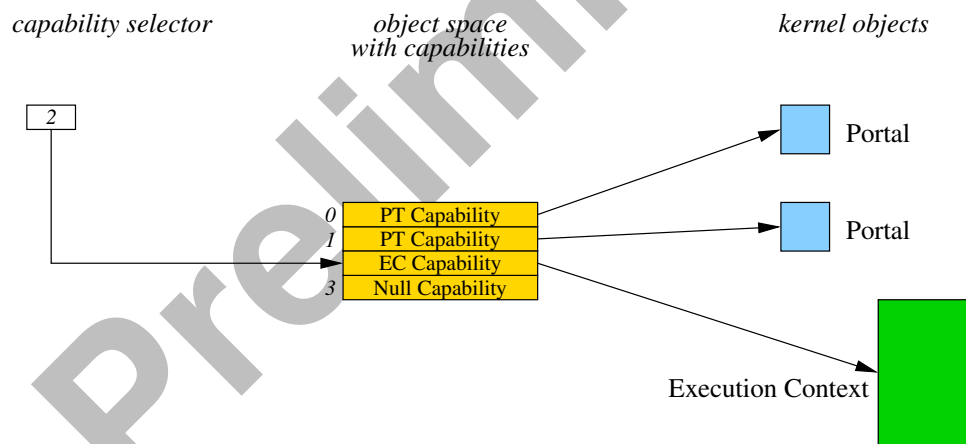 capability selector
object space
with capabilities
kernel objects
2
Portal
0 PT Capability
1 PT Capability
EC Capability
3 Null Capability
Portal
Execution Context
Prelimi